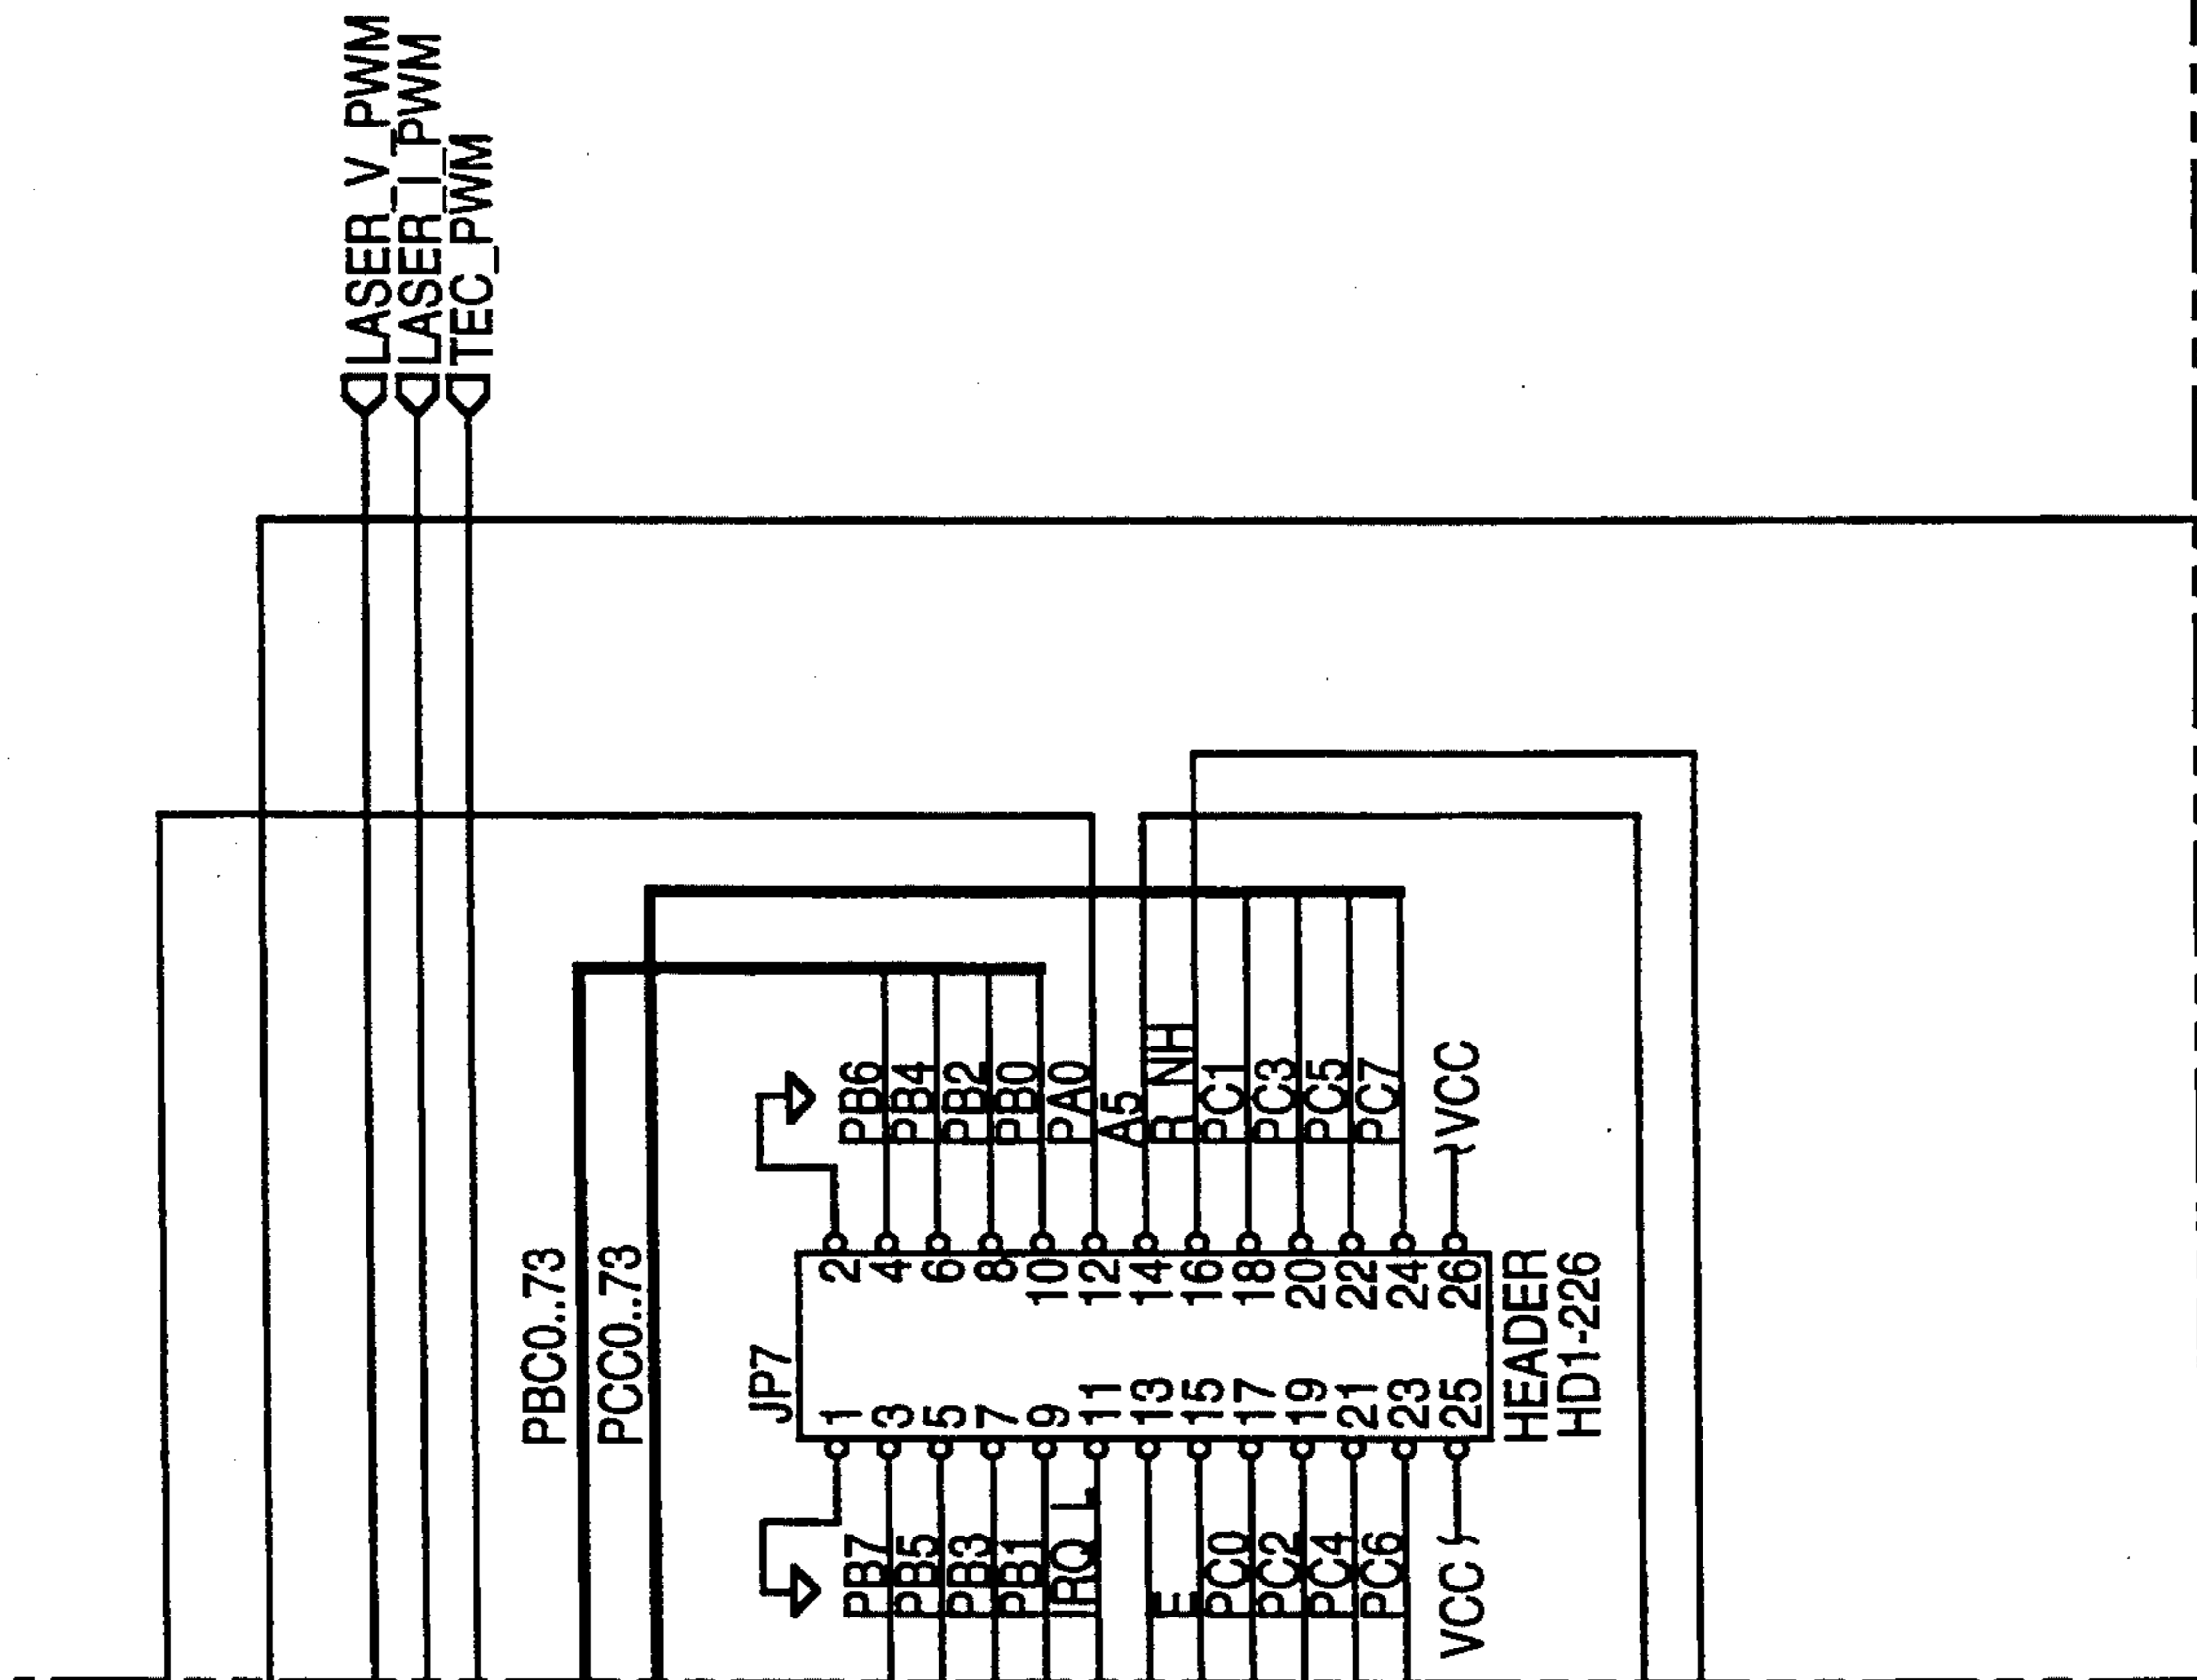 LASER_V_PWM
LASER_I_PWM
TEC_PWM
PBC0..73
PCC0..73
JP7
PB6
PB4
PB2
PB0
PA0
A5
R_NH
PC1
PC3
PC5
PC7
VCC
2
4
6
8
10
12
14
16
18
20
22
24
26
1
3
5
7
9
11
13
15
17
19
21
23
25
HEADER
HD1-226
PB7
PB5
PB3
PB1
IRQ_L
E
PC0
PC2
PC4
PC6
VCC